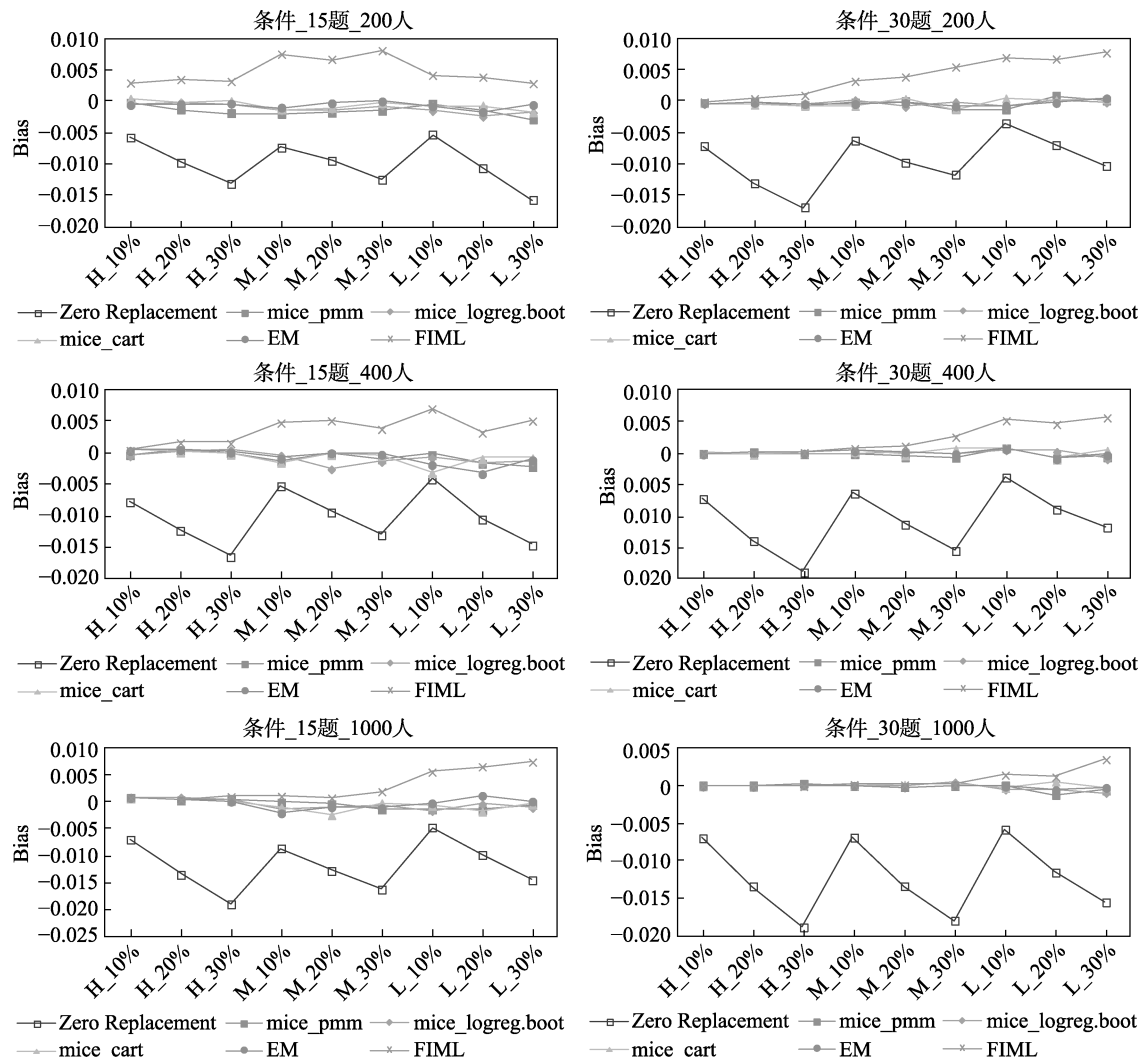 条件_15题_200人
0.010
0.005
0
−0.005
−0.010
−0.015
−0.020
Bias
H_10%
H_20%
H_30%
M_10%
M_20%
M_30%
L_10%
L_20%
L_30%
Zero Replacement mice_pmm mice_logreg.boot
mice_cart EM FIML
条件_30题_200人
0.010
0.005
0
−0.005
−0.010
−0.015
−0.020
Bias
H_10%
H_20%
H_30%
M_10%
M_20%
M_30%
L_10%
L_20%
L_30%
Zero Replacement mice_pmm mice_logreg.boot
mice_cart EM FIML
条件_15题_400人
0.010
0.005
0
−0.005
−0.010
−0.015
−0.020
Bias
H_10%
H_20%
H_30%
M_10%
M_20%
M_30%
L_10%
L_20%
L_30%
Zero Replacement mice_pmm mice_logreg.boot
mice_cart EM FIML
条件_30题_400人
0.010
0.005
0.000
0.005
0.010
0.015
0.020
Bias
H_10%
H_20%
H_30%
M_10%
M_20%
M_30%
L_10%
L_20%
L_30%
Zero Replacement mice_pmm mice_logreg.boot
mice_cart EM FIML
条件_15题_1000人
0.010
0.005
0
−0.005
−0.010
−0.015
−0.020
−0.025
Bias
H_10%
H_20%
H_30%
M_10%
M_20%
M_30%
L_10%
L_20%
L_30%
Zero Replacement mice_pmm mice_logreg.boot
mice_cart EM FIML
条件_30题_1000人
0.005
0
−0.005
−0.010
−0.015
−0.020
Bias
H_10%
H_20%
H_30%
M_10%
M_20%
M_30%
L_10%
L_20%
L_30%
Zero Replacement mice_pmm mice_logreg.boot
mice_cart EM FIML